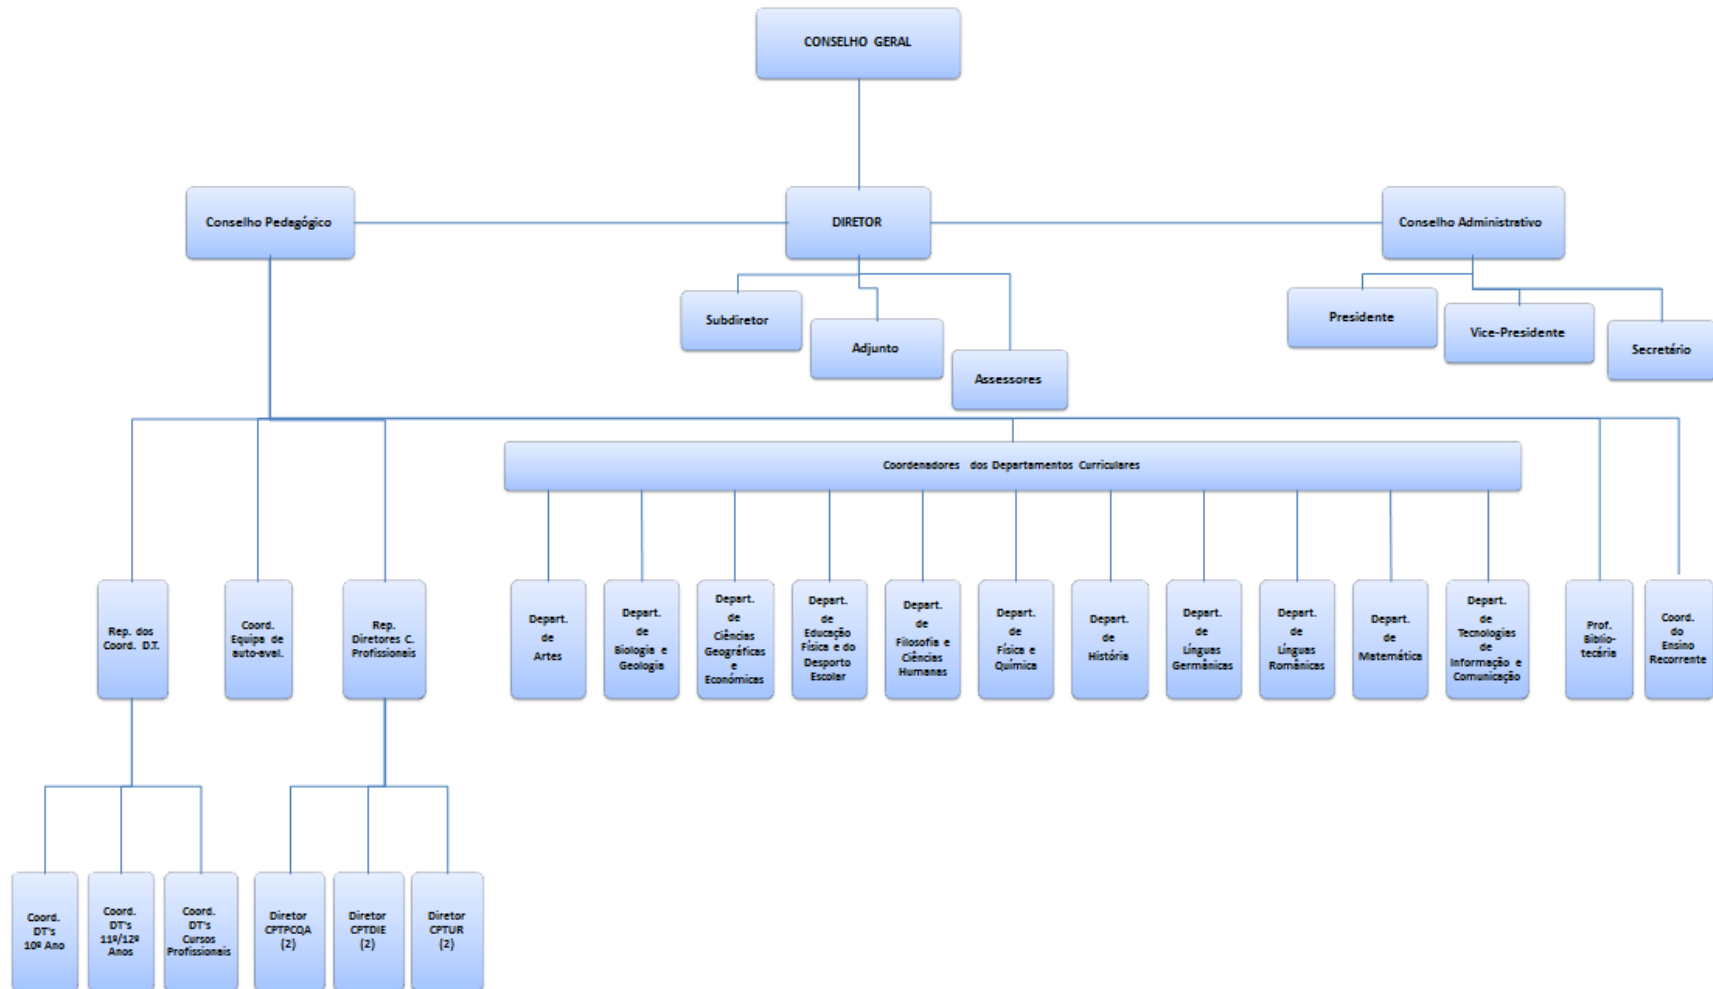 CONSELHO GERAL
Conselho Pedagógico
DIRETOR
Conselho Administrativo
Subdiretor
Adjunto
Assessores
Presidente
Vice-Presidente
Secretário
Coordenadores dos Departamentos Curriculares
Rep. dos
Coord. D.T.
Coord.
Equipa de
auto-aval.
Rep.
Diretores C.
Profissionais
Depart.
de
Artes
Depart.
de
Biologia e
Geologia
Depart.
de
Ciências
Geográficas
e
Económicas
Depart.
de
Educação
Física e do
Desporto
Escolar
Depart.
de
Filosofia e
Ciências
Humanas
Depart.
de
Física e
Química
Depart.
de
História
Depart.
de
Línguas
Germânicas
Depart.
de
Línguas
Românicas
Depart.
de
Matemática
Depart.
de
Tecnologias
de
Informação e
Comunicação
Prof.
Biblio-
tecária
Coord.
do
Ensino
Recorrente
Coord.
DT's
10º Ano
Coord.
DT's
11º/12º
Anos
Coord.
DT's
Cursos
Profissionais
Diretor
CPTPCQA
(2)
Diretor
CPTDIE
(2)
Diretor
CPTUR
(2)